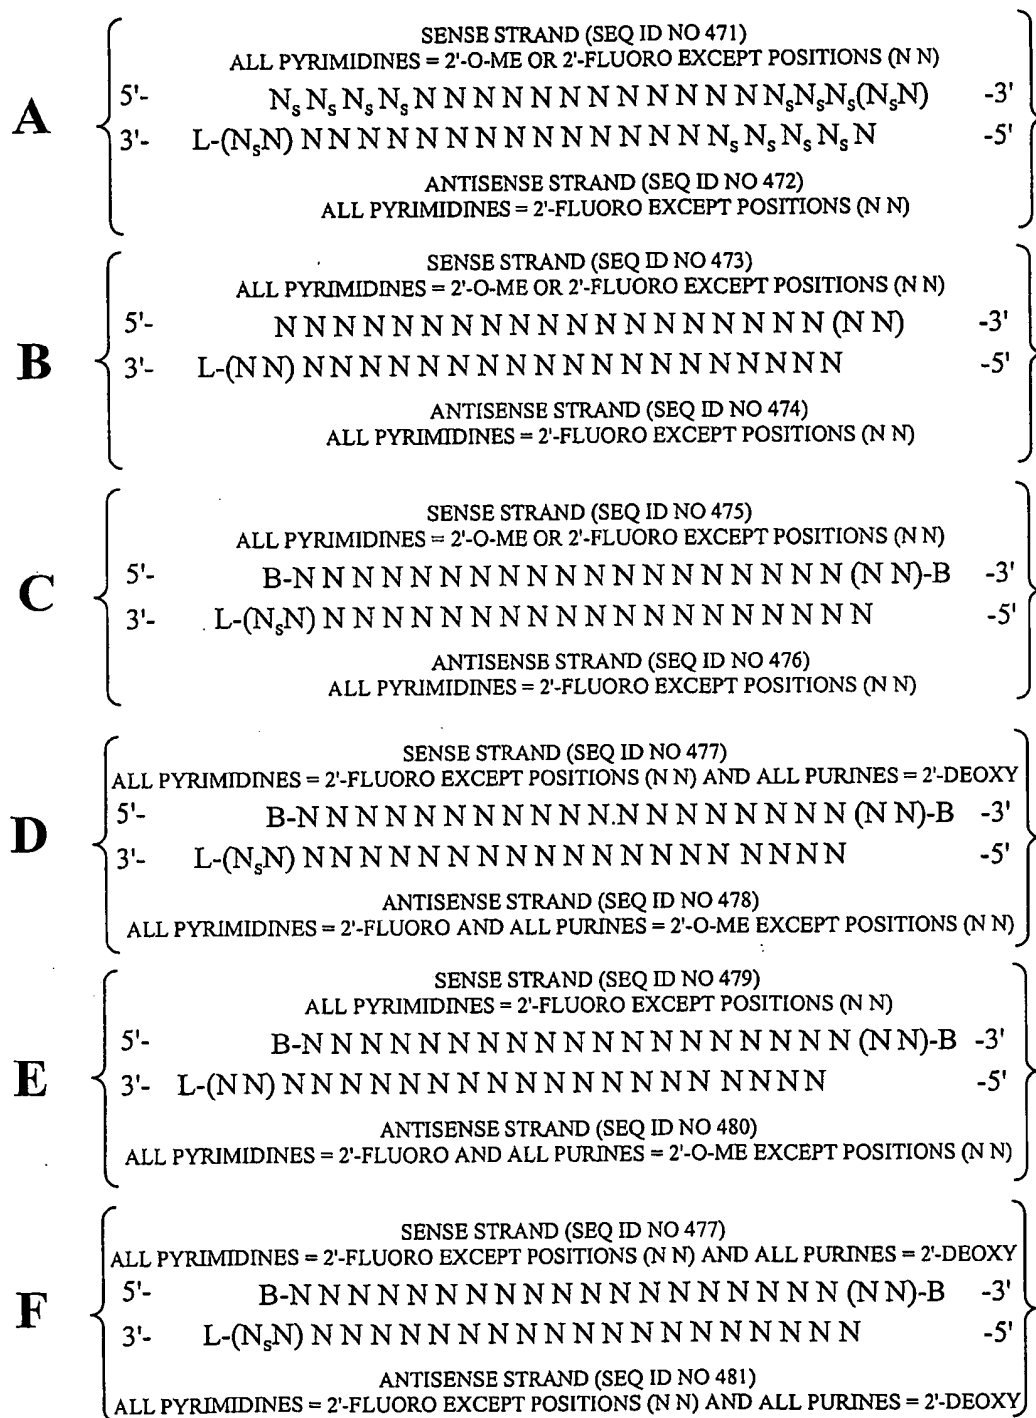 A
SENSE STRAND (SEQ ID NO 471)
ALL PYRIMIDINES = 2'-O-ME OR 2'-FLUORO EXCEPT POSITIONS (N N)
5'- NₛNₛNₛNₛN N N N N N N N N N N N NₛNₛNₛ(NₛN) -3'
3'- L-(NₛN) N N N N N N N N N N N N N N Nₛ Nₛ Nₛ Nₛ N -5'
ANTISENSE STRAND (SEQ ID NO 472)
ALL PYRIMIDINES = 2'-FLUORO EXCEPT POSITIONS (N N)
B
SENSE STRAND (SEQ ID NO 473)
ALL PYRIMIDINES = 2'-O-ME OR 2'-FLUORO EXCEPT POSITIONS (N N)
5'- N N N N N N N N N N N N N N N N N N N (N N) -3'
3'- L-(N N) N N N N N N N N N N N N N N N N N N N -5'
ANTISENSE STRAND (SEQ ID NO 474)
ALL PYRIMIDINES = 2'-FLUORO EXCEPT POSITIONS (N N)
C
SENSE STRAND (SEQ ID NO 475)
ALL PYRIMIDINES = 2'-O-ME OR 2'-FLUORO EXCEPT POSITIONS (N N)
5'- B-N N N N N N N N N N N N N N N N N N N (N N)-B -3'
3'- L-(NₛN) N N N N N N N N N N N N N N N N N N N -5'
ANTISENSE STRAND (SEQ ID NO 476)
ALL PYRIMIDINES = 2'-FLUORO EXCEPT POSITIONS (N N)
D
SENSE STRAND (SEQ ID NO 477)
ALL PYRIMIDINES = 2'-FLUORO EXCEPT POSITIONS (N N) AND ALL PURINES = 2'-DEOXY
5'- B-N N N N N N N N N N N N N N N N N N N (N N)-B -3'
3'- L-(NₛN) N N N N N N N N N N N N N N N N N N N -5'
ANTISENSE STRAND (SEQ ID NO 478)
ALL PYRIMIDINES = 2'-FLUORO AND ALL PURINES = 2'-O-ME EXCEPT POSITIONS (N N)
E
SENSE STRAND (SEQ ID NO 479)
ALL PYRIMIDINES = 2'-FLUORO EXCEPT POSITIONS (N N)
5'- B-N N N N N N N N N N N N N N N N N N N (N N)-B -3'
3'- L-(N N) N N N N N N N N N N N N N N N N N N N -5'
ANTISENSE STRAND (SEQ ID NO 480)
ALL PYRIMIDINES = 2'-FLUORO AND ALL PURINES = 2'-O-ME EXCEPT POSITIONS (N N)
F
SENSE STRAND (SEQ ID NO 477)
ALL PYRIMIDINES = 2'-FLUORO EXCEPT POSITIONS (N N) AND ALL PURINES = 2'-DEOXY
5'- B-N N N N N N N N N N N N N N N N N N N (N N)-B -3'
3'- L-(NₛN) N N N N N N N N N N N N N N N N N N N -5'
ANTISENSE STRAND (SEQ ID NO 481)
ALL PYRIMIDINES = 2'-FLUORO EXCEPT POSITIONS (N N) AND ALL PURINES = 2'-DEOXY